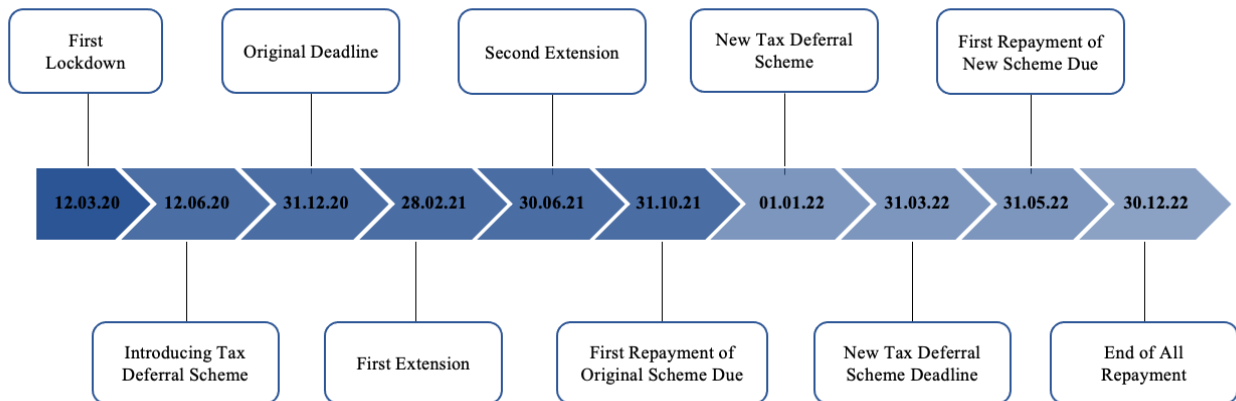 First
Lockdown
Original Deadline
Second Extension
New Tax Deferral
Scheme
First Repayment of
New Scheme Due
12.03.20
12.06.20
31.12.20
28.02.21
30.06.21
31.10.21
01.01.22
31.03.22
31.05.22
30.12.22
Introducing Tax
Deferral Scheme
First Extension
First Repayment of
Original Scheme Due
New Tax Deferral
Scheme Deadline
End of All
Repayment